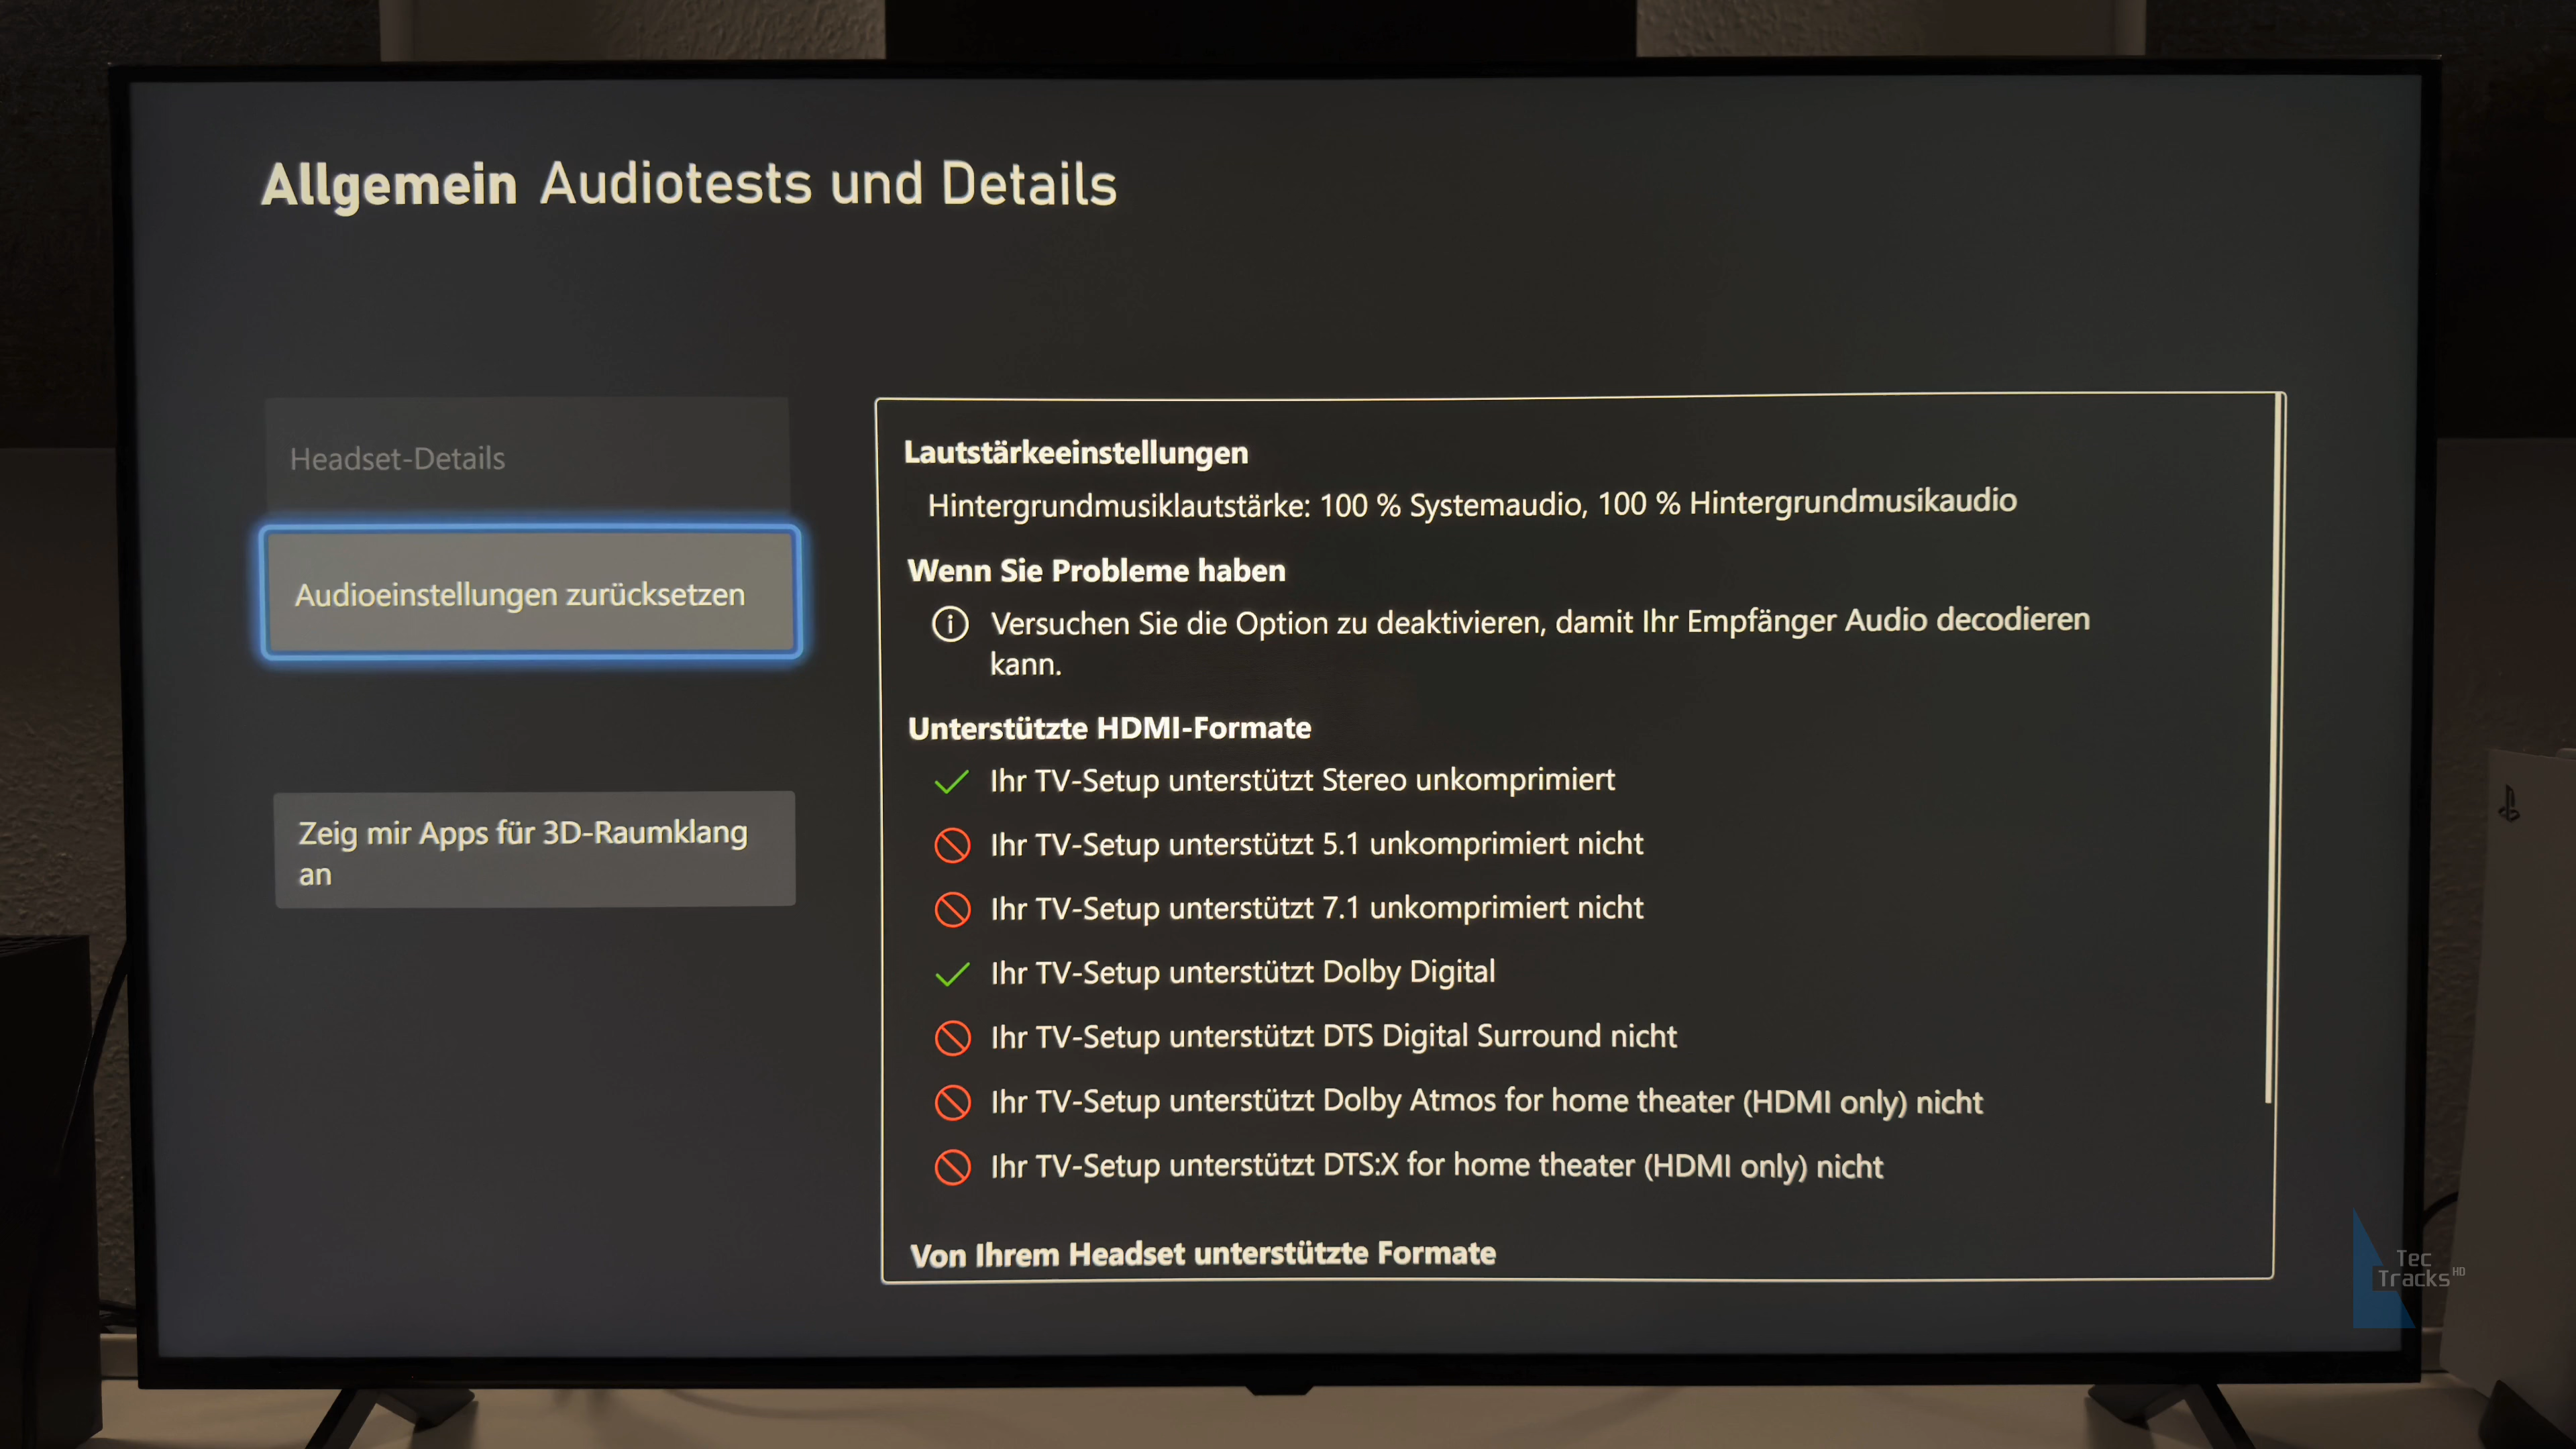 Allgemein Audiotests und Details
Headset-Details
Audioeinstellungen zurücksetzen
Zeig mir Apps für 3D-Raumklang
an
Lautstärkeeinstellungen
Hintergrundmusiklautstärke: 100 % Systemaudio, 100 % Hintergrundmusikaudio
Wenn Sie Probleme haben
Versuchen Sie die Option zu deaktivieren, damit Ihr Empfänger Audio decodieren
kann.
Unterstützte HDMI-Formate
Ihr TV-Setup unterstützt Stereo unkomprimiert
Ihr TV-Setup unterstützt 5.1 unkomprimiert nicht
Ihr TV-Setup unterstützt 7.1 unkomprimiert nicht
Ihr TV-Setup unterstützt Dolby Digital
Ihr TV-Setup unterstützt DTS Digital Surround nicht
Ihr TV-Setup unterstützt Dolby Atmos for home theater (HDMI only) nicht
Ihr TV-Setup unterstützt DTS:X for home theater (HDMI only) nicht
Von Ihrem Headset unterstützte Formate
Tec
Tracks HD